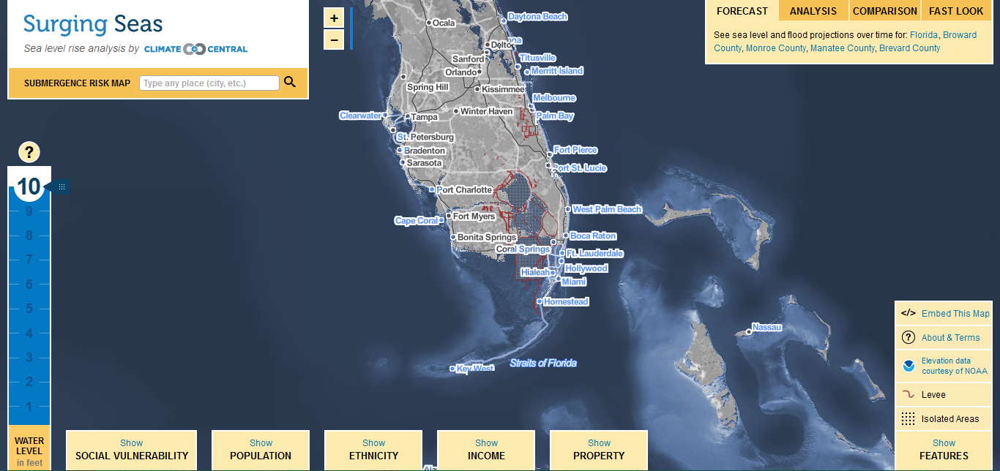 Surging Seas
Sea level rise analysis by CLIMATE CENTRAL
SUBMERGENCE RISK MAP
Type any place (city, etc.)
+
−
FORECAST
ANALYSIS
COMPARISON
FAST LOOK
See sea level and flood projections over time for: Florida, Broward
County, Monroe County, Manatee County, Brevard County
Daytona Beach
Ocala
Sanford
Titusville
Orlando
Merritt Island
Spring Hill
Kissimmee
Melbourne
Clearwater
Tampa
Winter Haven
Palm Bay
St. Petersburg
Bradenton
Fort Pierce
Sarasota
Port St. Lucie
Port Charlotte
West Palm Beach
Cape Coral
Fort Myers
Bonita Springs
Boca Raton
Coral Springs
Ft. Lauderdale
Hialeah
Hollywood
Miami
Homestead
Nassau
Key West
Straits of Florida
?
10
9
8
7
6
5
4
3
2
1
WATER
LEVEL
in feet
Show
SOCIAL VULNERABILITY
Show
POPULATION
Show
ETHNICITY
Show
INCOME
Show
PROPERTY
</> Embed This Map
? About & Terms
Elevation data
courtesy of NOAA
Levee
Isolated Areas
Show
FEATURES